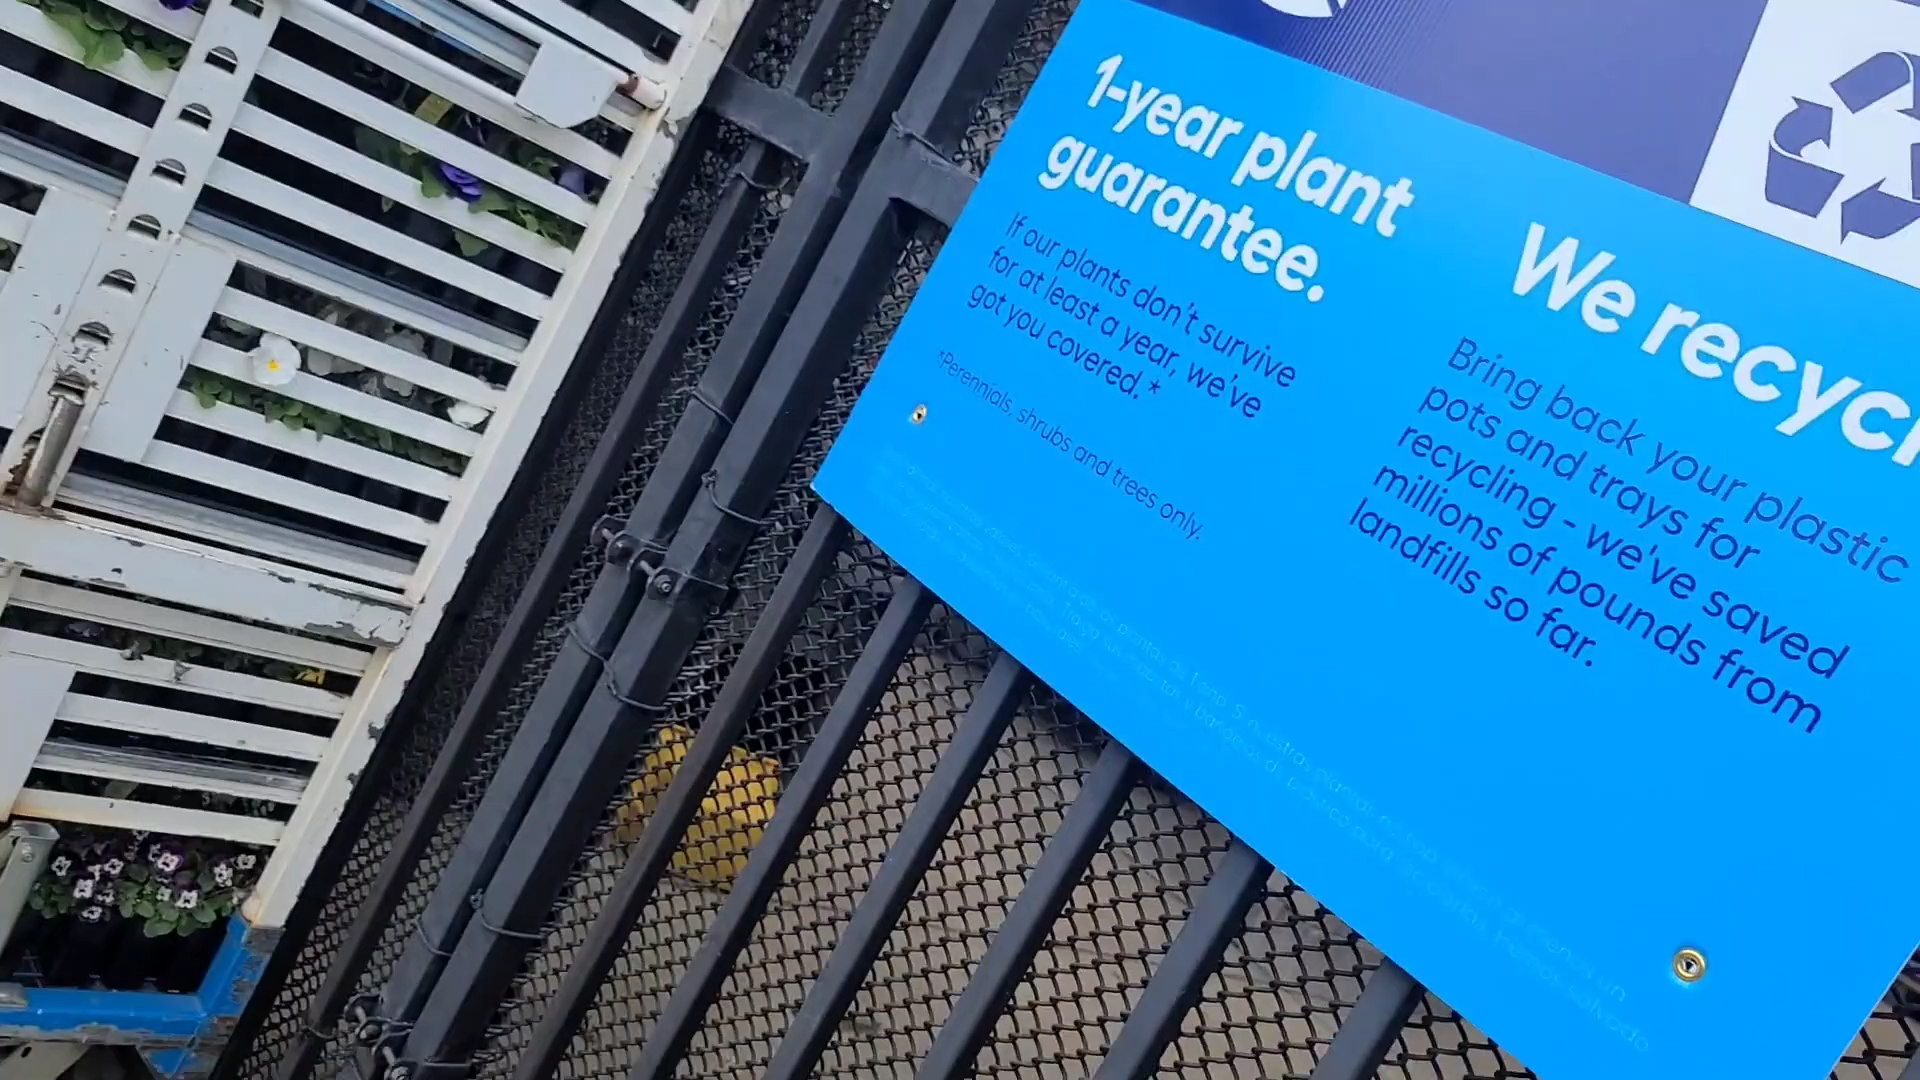 1-year plant
guarantee.
If our plants don't survive
for at least a year, we've
got you covered.*
*Perennials, shrubs and trees only.
We recycl
Bring back your plastic
pots and trays for
recycling - we've saved
millions of pounds from
landfills so far.